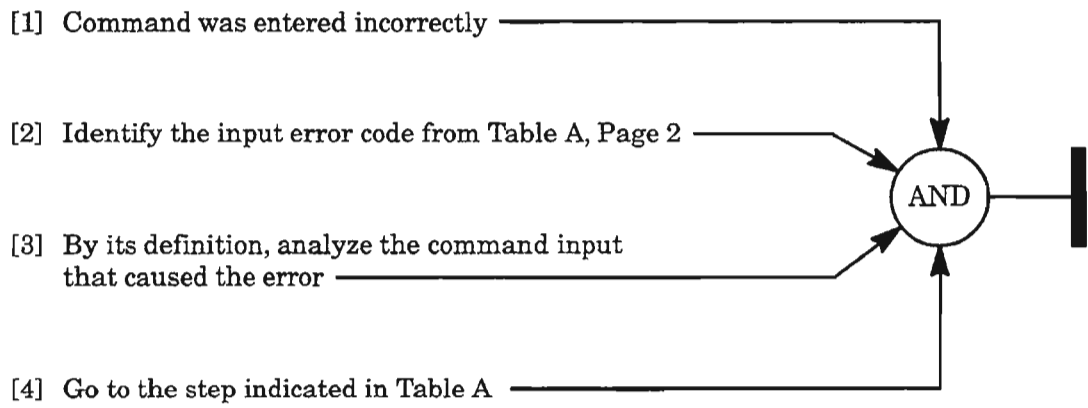 [1] Command was entered incorrectly
[2] Identify the input error code from Table A, Page 2
AND
[3] By its definition, analyze the command input
that caused the error
[4] Go to the step indicated in Table A